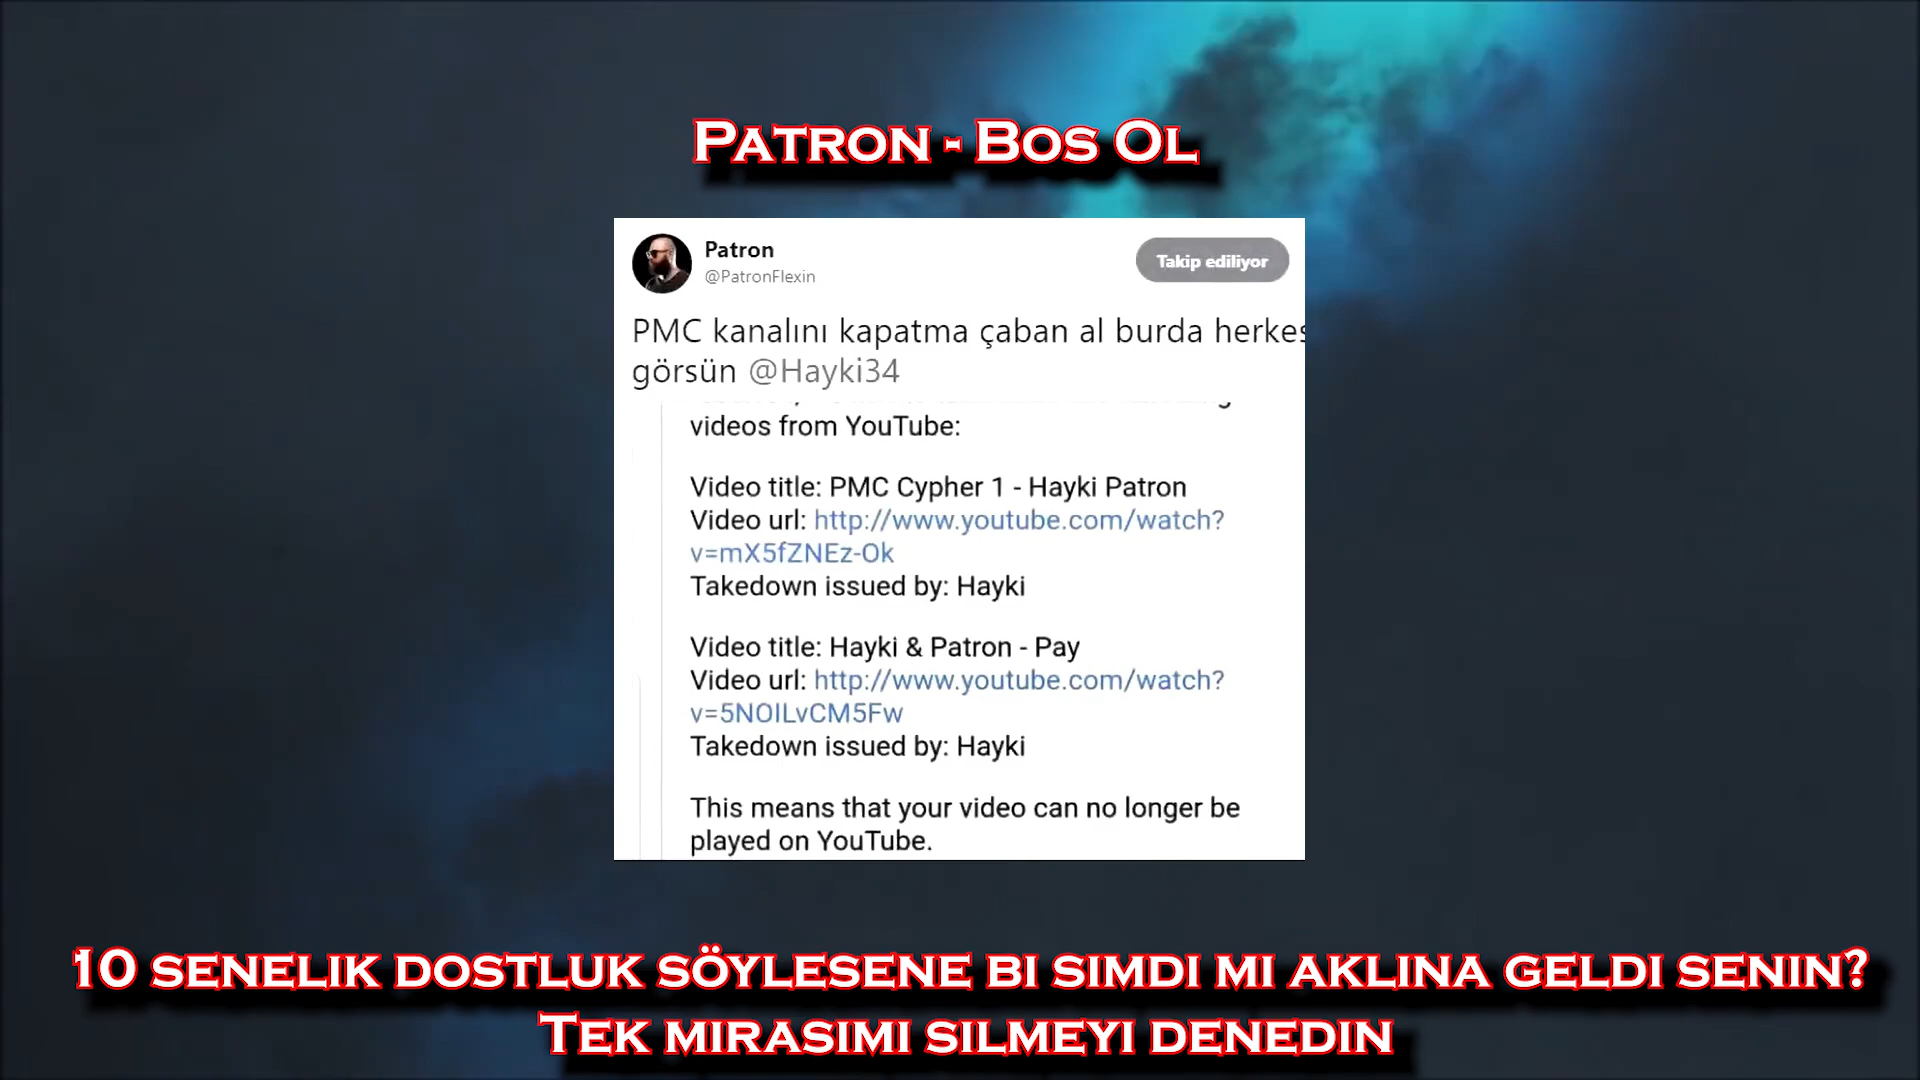 PATRON - BOS OL
Patron
@PatronFlexin
Takip ediliyor
PMC kanalını kapatma çaban al burda herkes
görsün @Hayki34
videos from YouTube:
Video title: PMC Cypher 1 - Hayki Patron
Video url: http://www.youtube.com/watch?
v=mX5fZNEz-Ok
Takedown issued by: Hayki
Video title: Hayki & Patron - Pay
Video url: http://www.youtube.com/watch?
v=5NOILvCM5Fw
Takedown issued by: Hayki
This means that your video can no longer be
played on YouTube.
10 SENELIK DOSTLUK SÖYLESENE BI SIMDI MI AKLINA GELDI SENIN?
TEK MIRASIMI SILMEYI DENEDIN